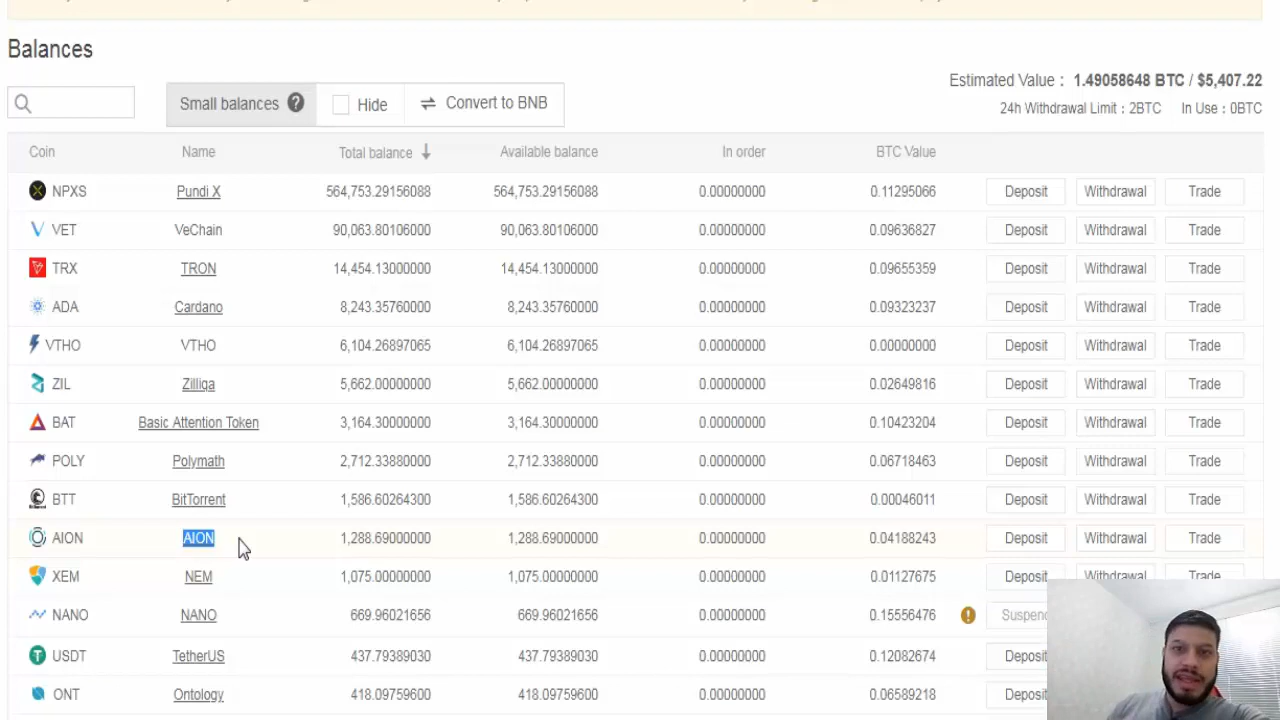 Balances
Estimated Value : 1.49058648 BTC / $5,407.22
Small balances ? Hide Convert to BNB
24h Withdrawal Limit : 2BTC In Use : 0BTC
Coin Name Total balance Available balance In order BTC Value
NPXS Pundi X 564,753.29156088 564,753.29156088 0.00000000 0.11295066 Deposit Withdrawal Trade
VET VeChain 90,063.80106000 90,063.80106000 0.00000000 0.09636827 Deposit Withdrawal Trade
TRX TRON 14,454.13000000 14,454.13000000 0.00000000 0.09655359 Deposit Withdrawal Trade
ADA Cardano 8,243.35760000 8,243.35760000 0.00000000 0.09323237 Deposit Withdrawal Trade
VTHO VTHO 6,104.26897065 6,104.26897065 0.00000000 0.00000000 Deposit Withdrawal Trade
ZIL Zilliqa 5,662.00000000 5,662.00000000 0.00000000 0.02649816 Deposit Withdrawal Trade
BAT Basic Attention Token 3,164.30000000 3,164.30000000 0.00000000 0.10423204 Deposit Withdrawal Trade
POLY Polymath 2,712.33880000 2,712.33880000 0.00000000 0.06718463 Deposit Withdrawal Trade
BTT BitTorrent 1,586.60264300 1,586.60264300 0.00000000 0.00046011 Deposit Withdrawal Trade
AION AION 1,288.69000000 1,288.69000000 0.00000000 0.04188243 Deposit Withdrawal Trade
XEM NEM 1,075.00000000 1,075.00000000 0.00000000 0.01127675 Deposit Withdrawal Trade
NANO NANO 669.96021656 669.96021656 0.00000000 0.15556476 Suspend
USDT TetherUS 437.79389030 437.79389030 0.00000000 0.12082674 Deposit
ONT Ontology 418.09759600 418.09759600 0.00000000 0.06589218 Deposit